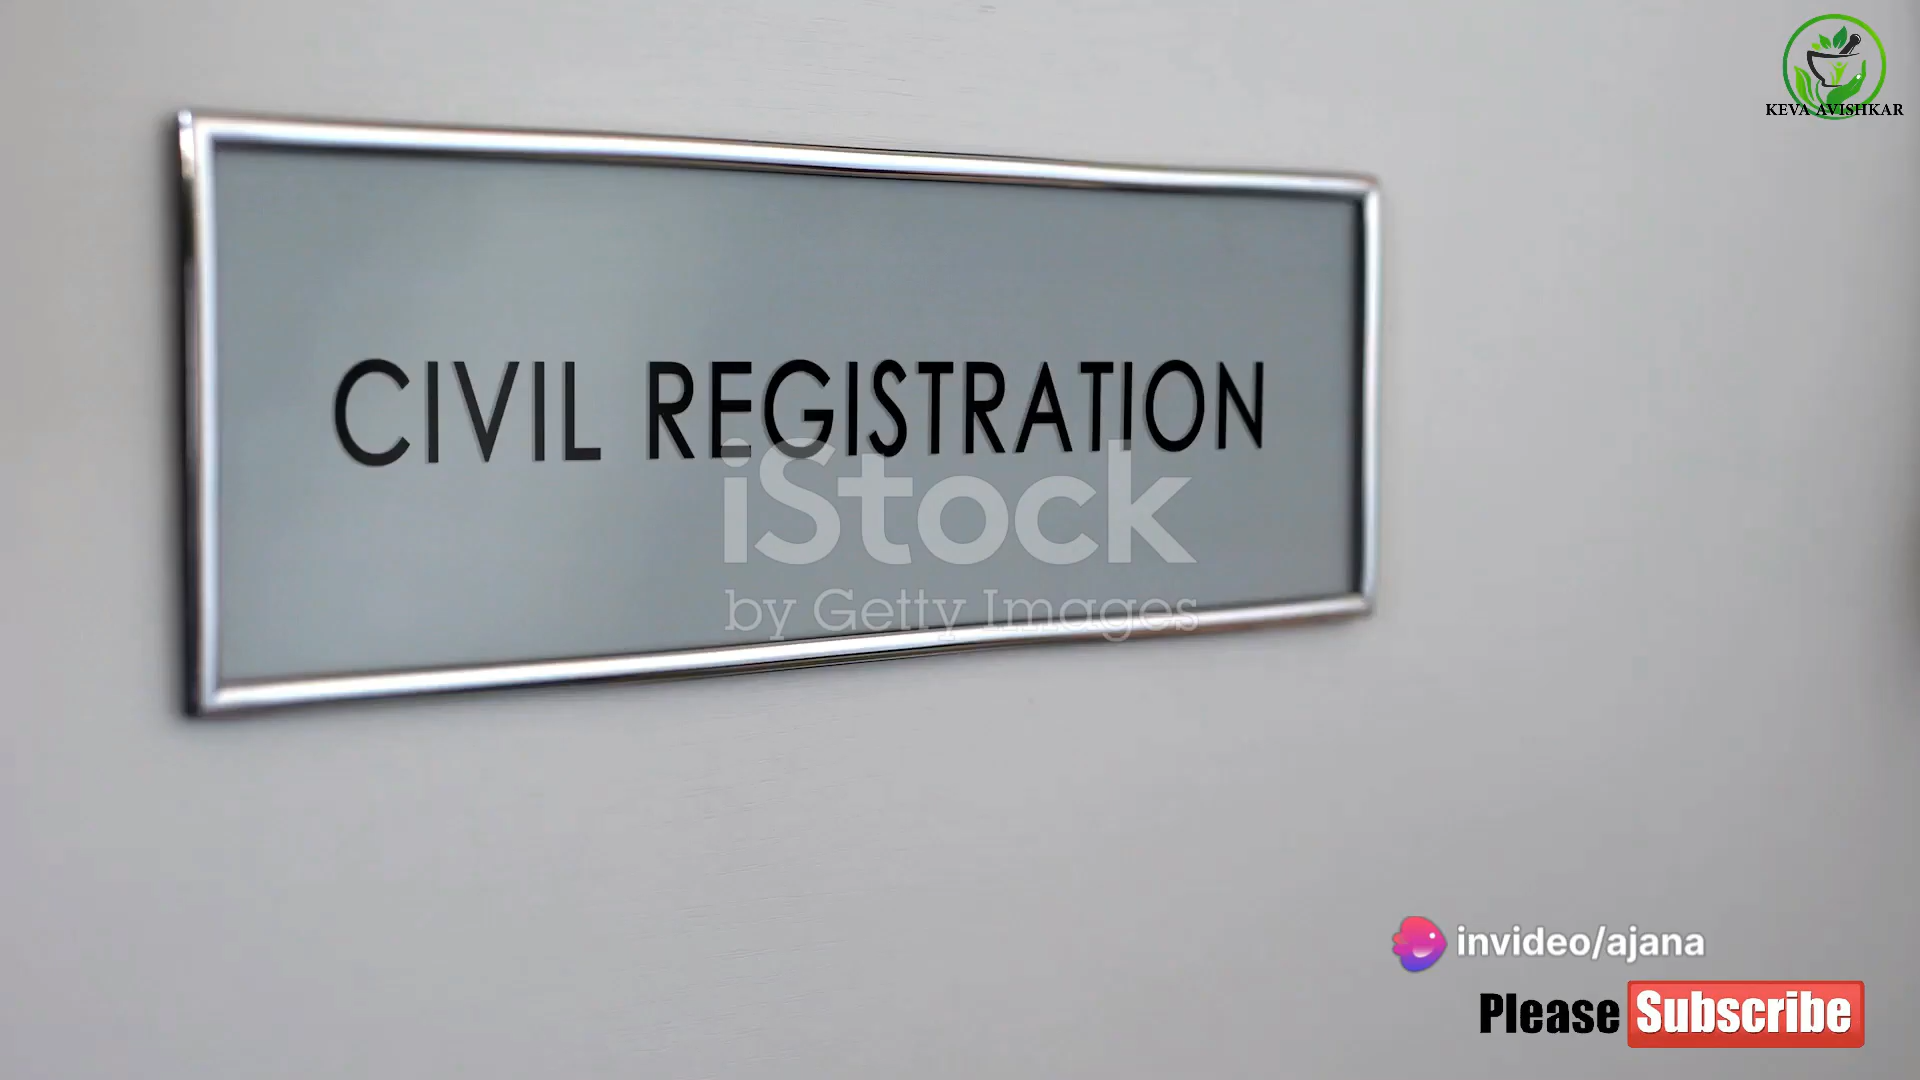 KEVA AVISHKAR
CIVIL REGISTRATION
iStock
by Getty Images
invideo/ajana
Please Subscribe